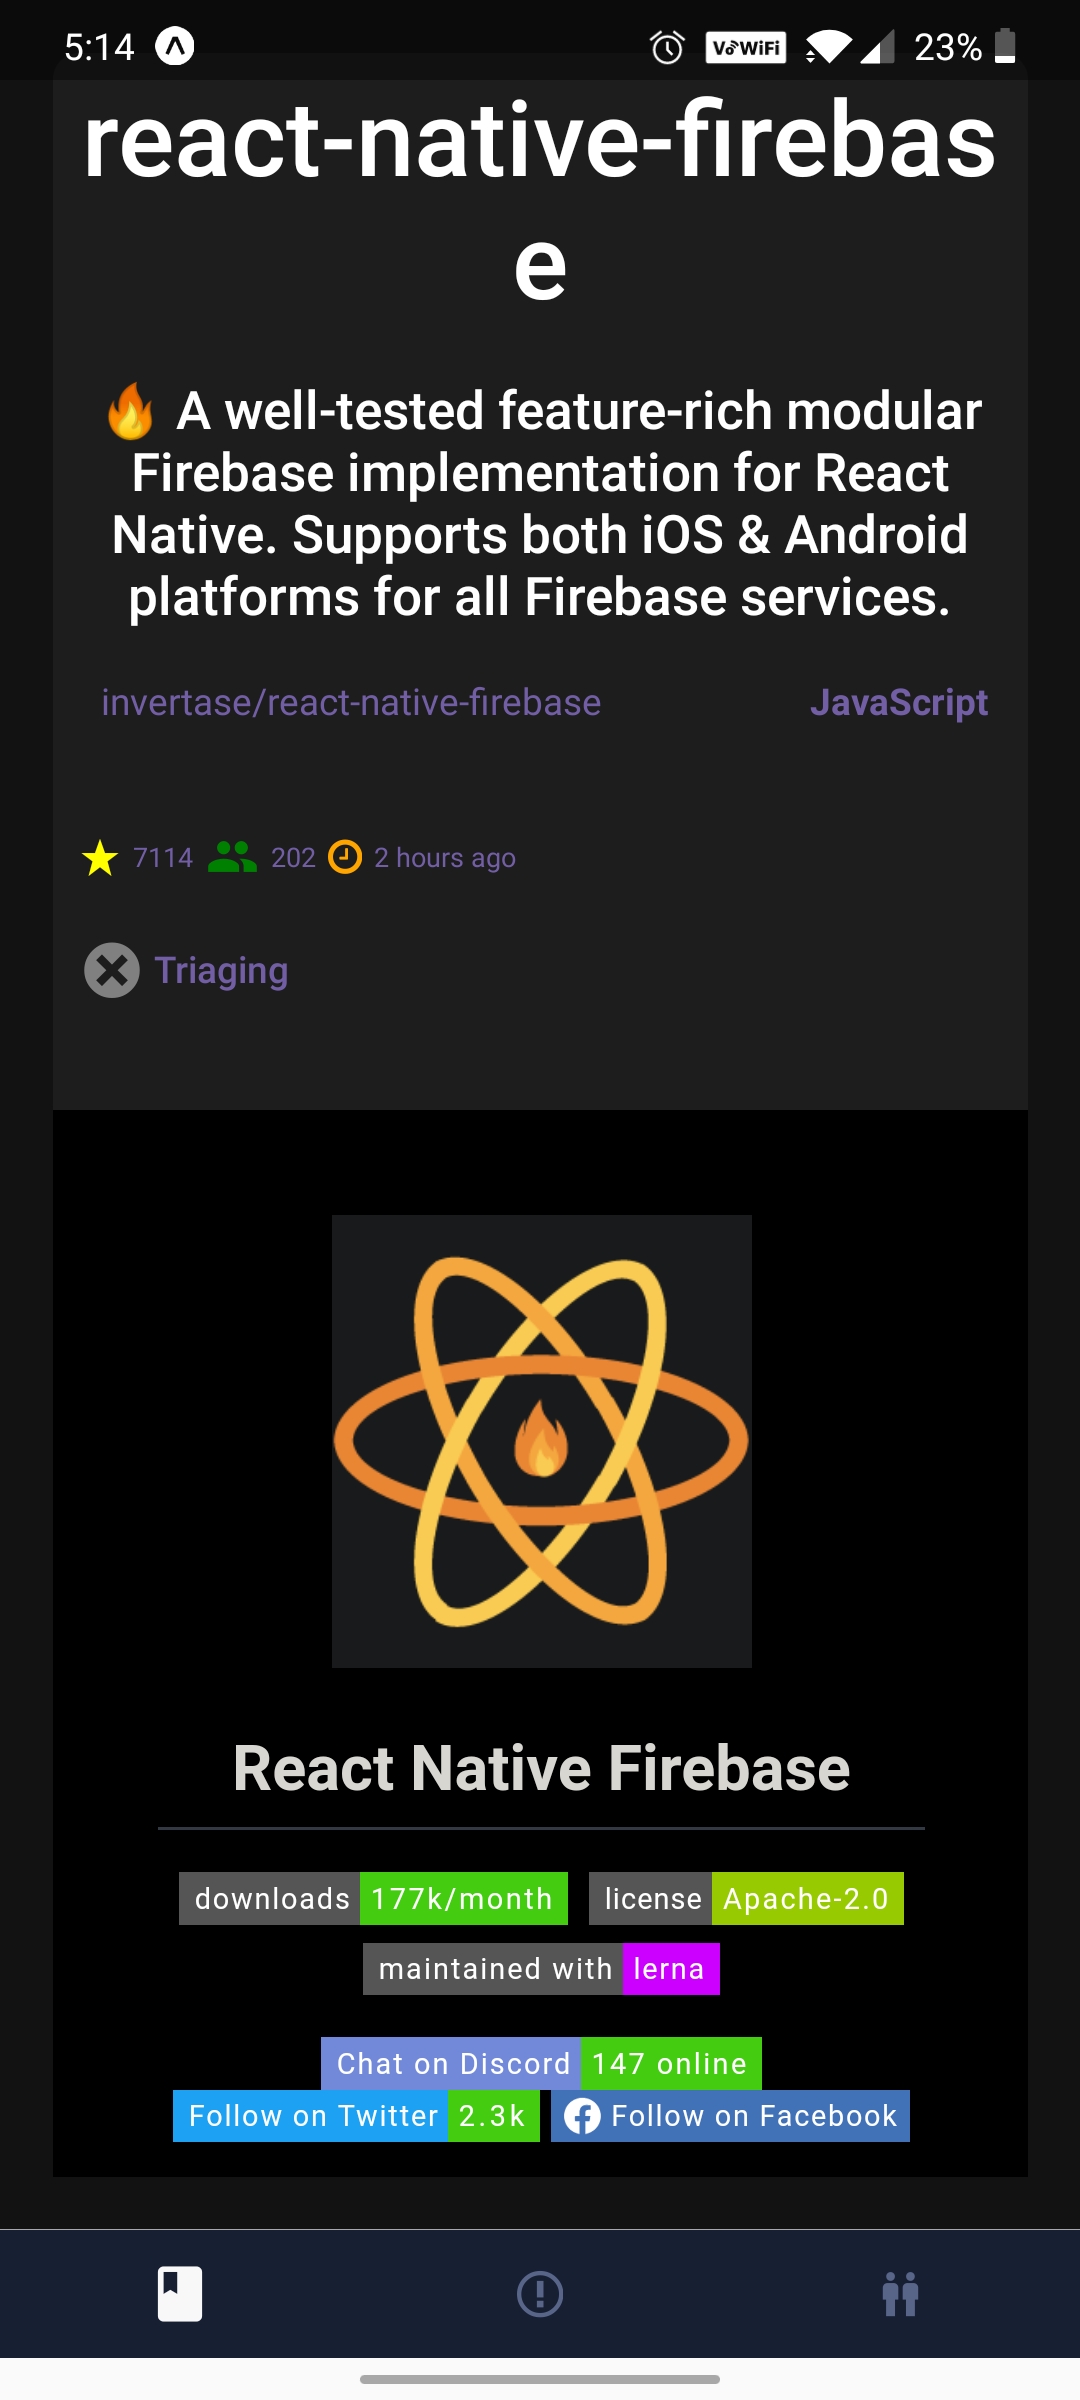 5:14 VoWiFi 23%
react-native-firebas
e
🔥 A well-tested feature-rich modular
Firebase implementation for React
Native. Supports both iOS & Android
platforms for all Firebase services.
invertase/react-native-firebase JavaScript
7114 202 2 hours ago
Triaging
React Native Firebase
downloads 177k/month license Apache-2.0
maintained with lerna
Chat on Discord 147 online
Follow on Twitter 2.3k Follow on Facebook